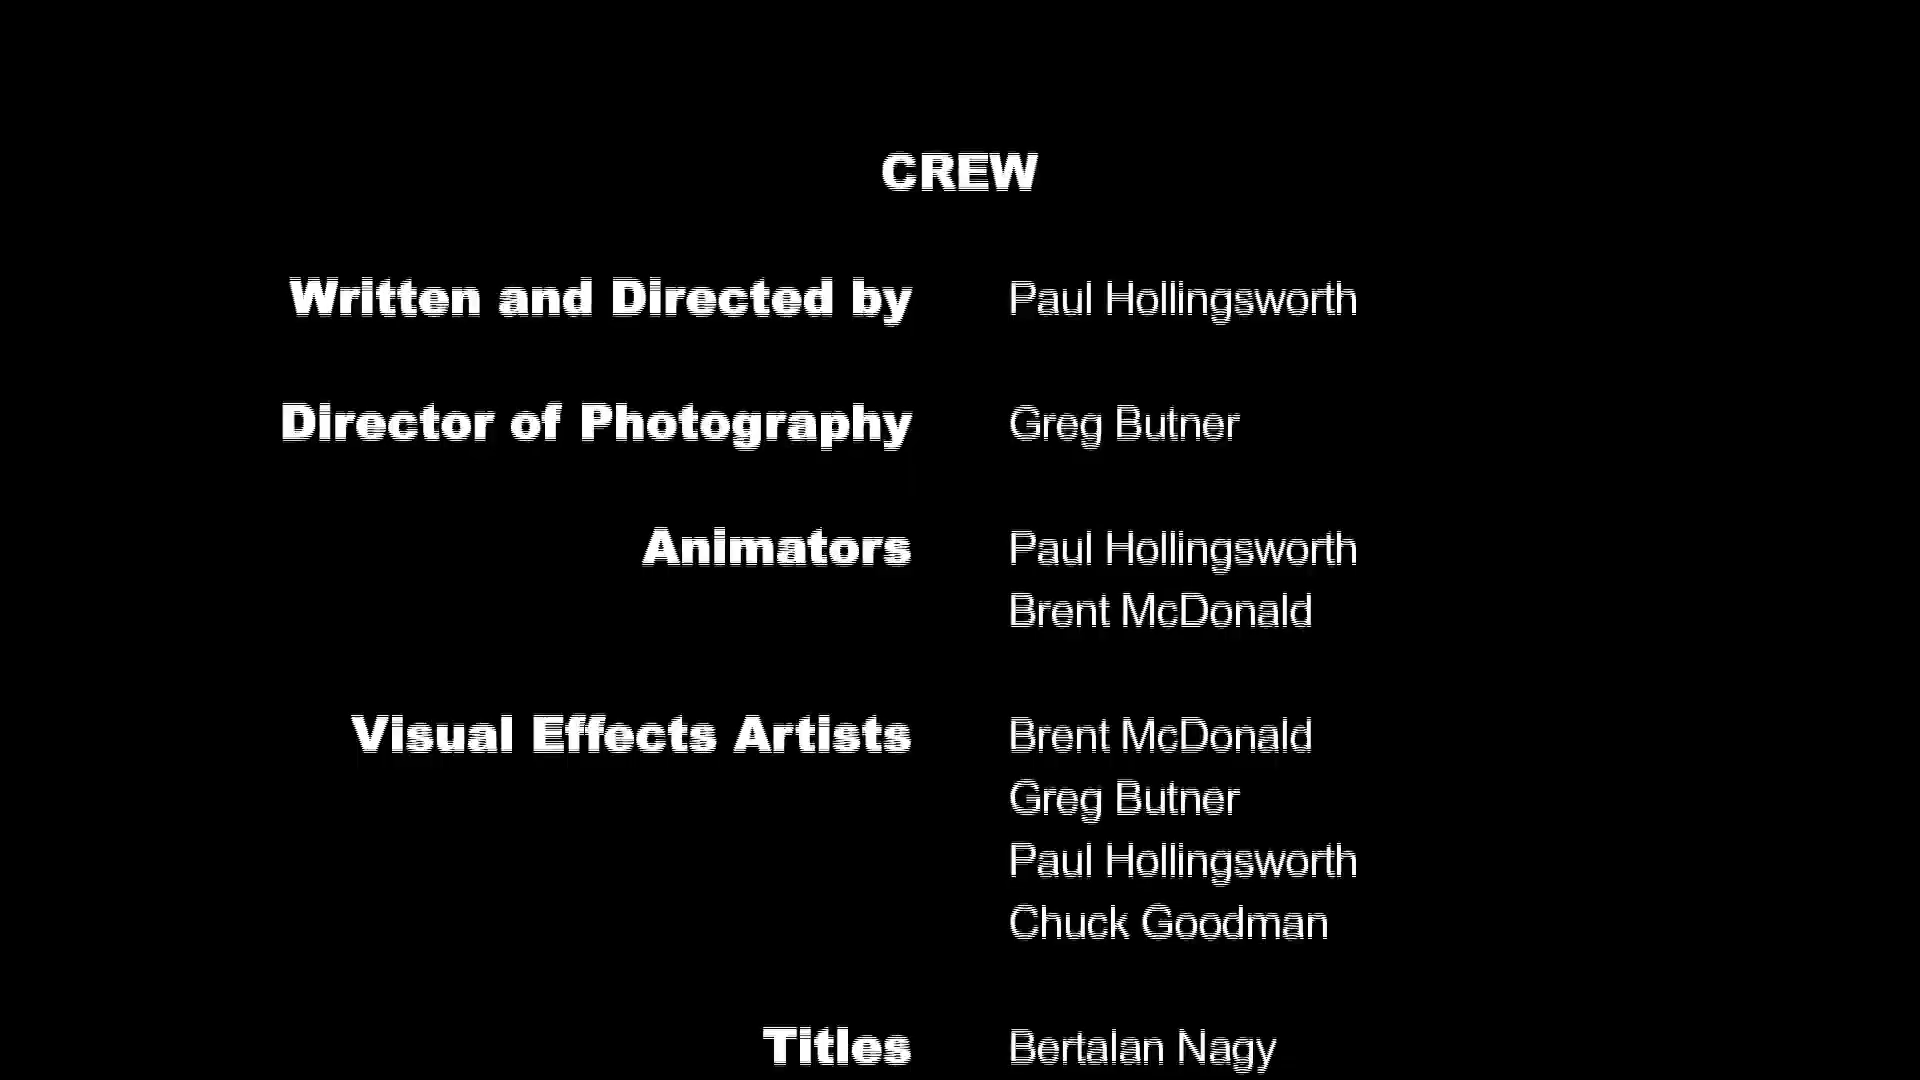 CREW
Written and Directed by Paul Hollingsworth
Director of Photography Greg Butner
Animators Paul Hollingsworth
Brent McDonald
Visual Effects Artists Brent McDonald
Greg Butner
Paul Hollingsworth
Chuck Goodman
Titles Bertalan Nagy